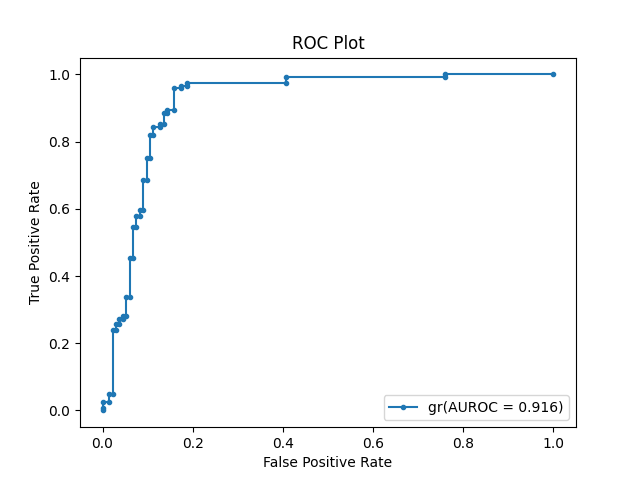 ROC Plot
1.0
0.8
0.6
0.4
0.2
0.0
True Positive Rate
gr(AUROC = 0.916)
0.0 0.2 0.4 0.6 0.8 1.0
False Positive Rate